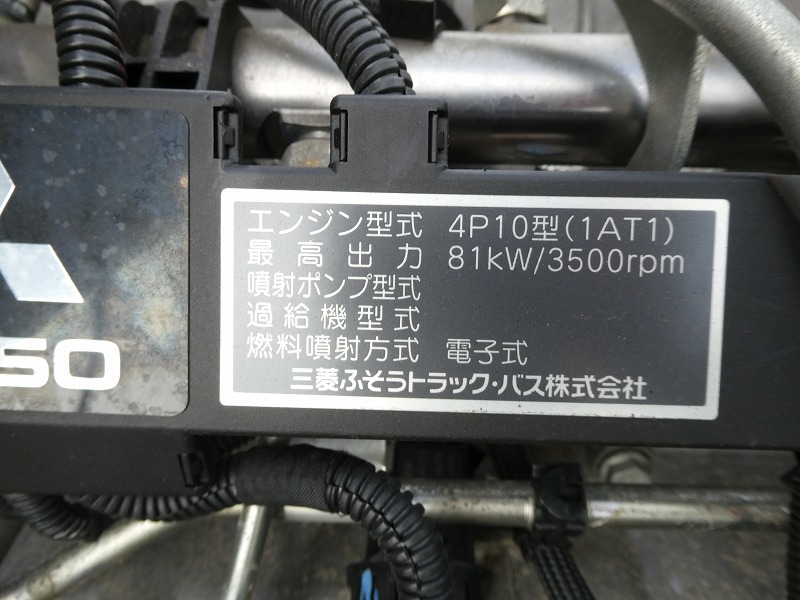 エンジン型式 4P10型(1AT1)
最高出力 81kW/3500rpm
噴射ポンプ型式
過給機型式
燃料噴射方式 電子式
三菱ふそうトラック・バス株式会社
50